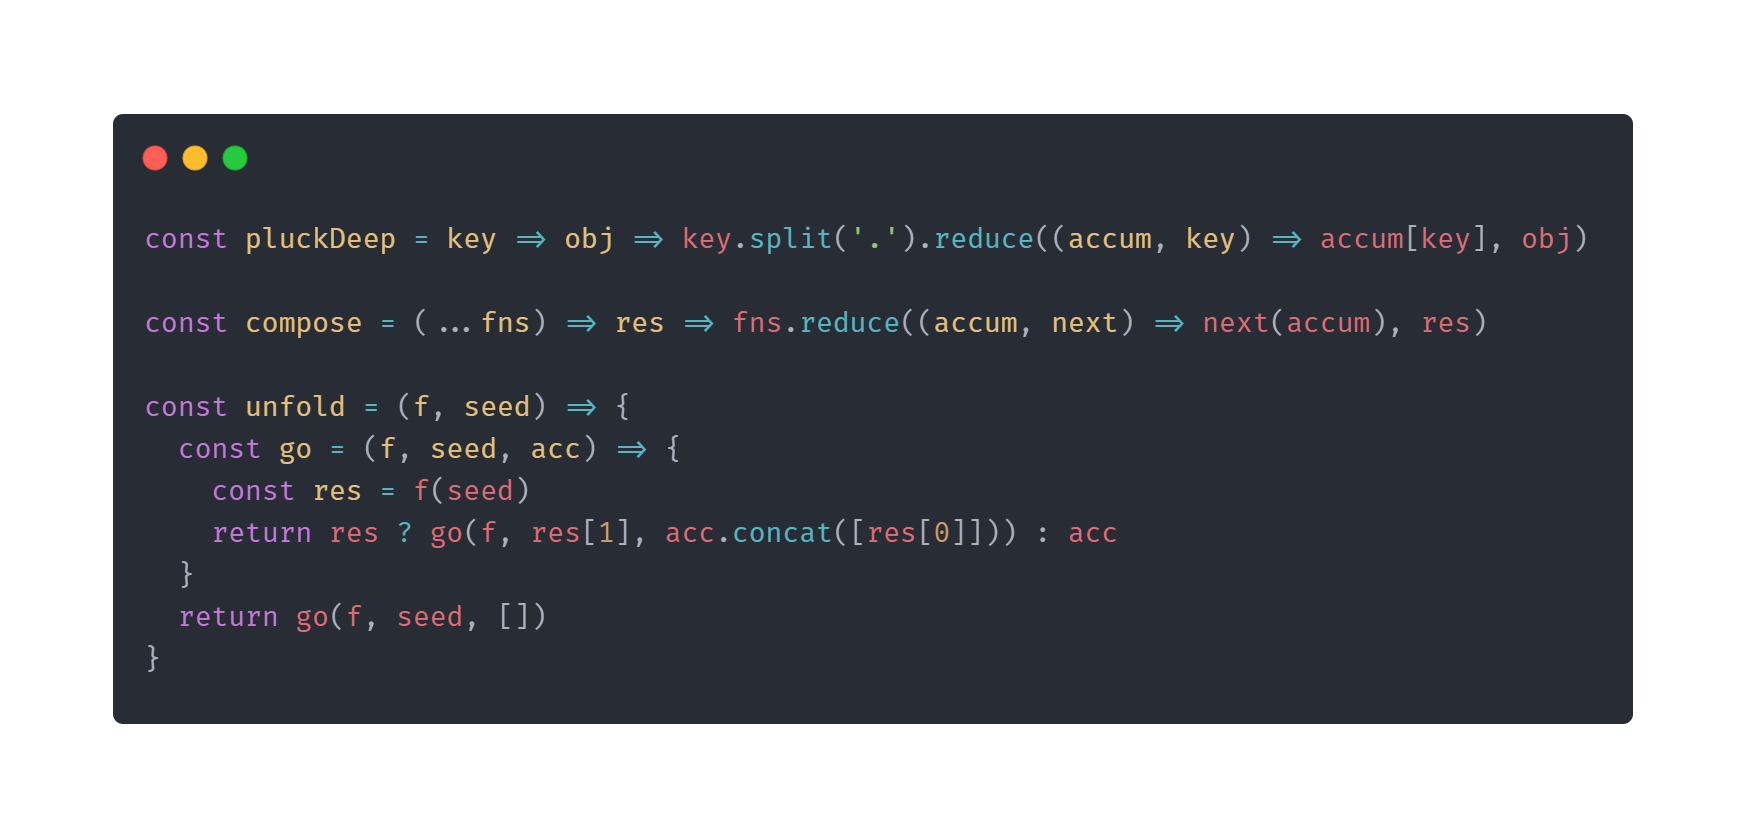 const pluckDeep = key => obj => key.split('.').reduce((accum, key) => accum[key], obj)
const compose = (...fns) => res => fns.reduce((accum, next) => next(accum), res)
const unfold = (f, seed) => {
  const go = (f, seed, acc) => {
    const res = f(seed)
    return res ? go(f, res[1], acc.concat([res[0]])) : acc
  }
  return go(f, seed, [])
}